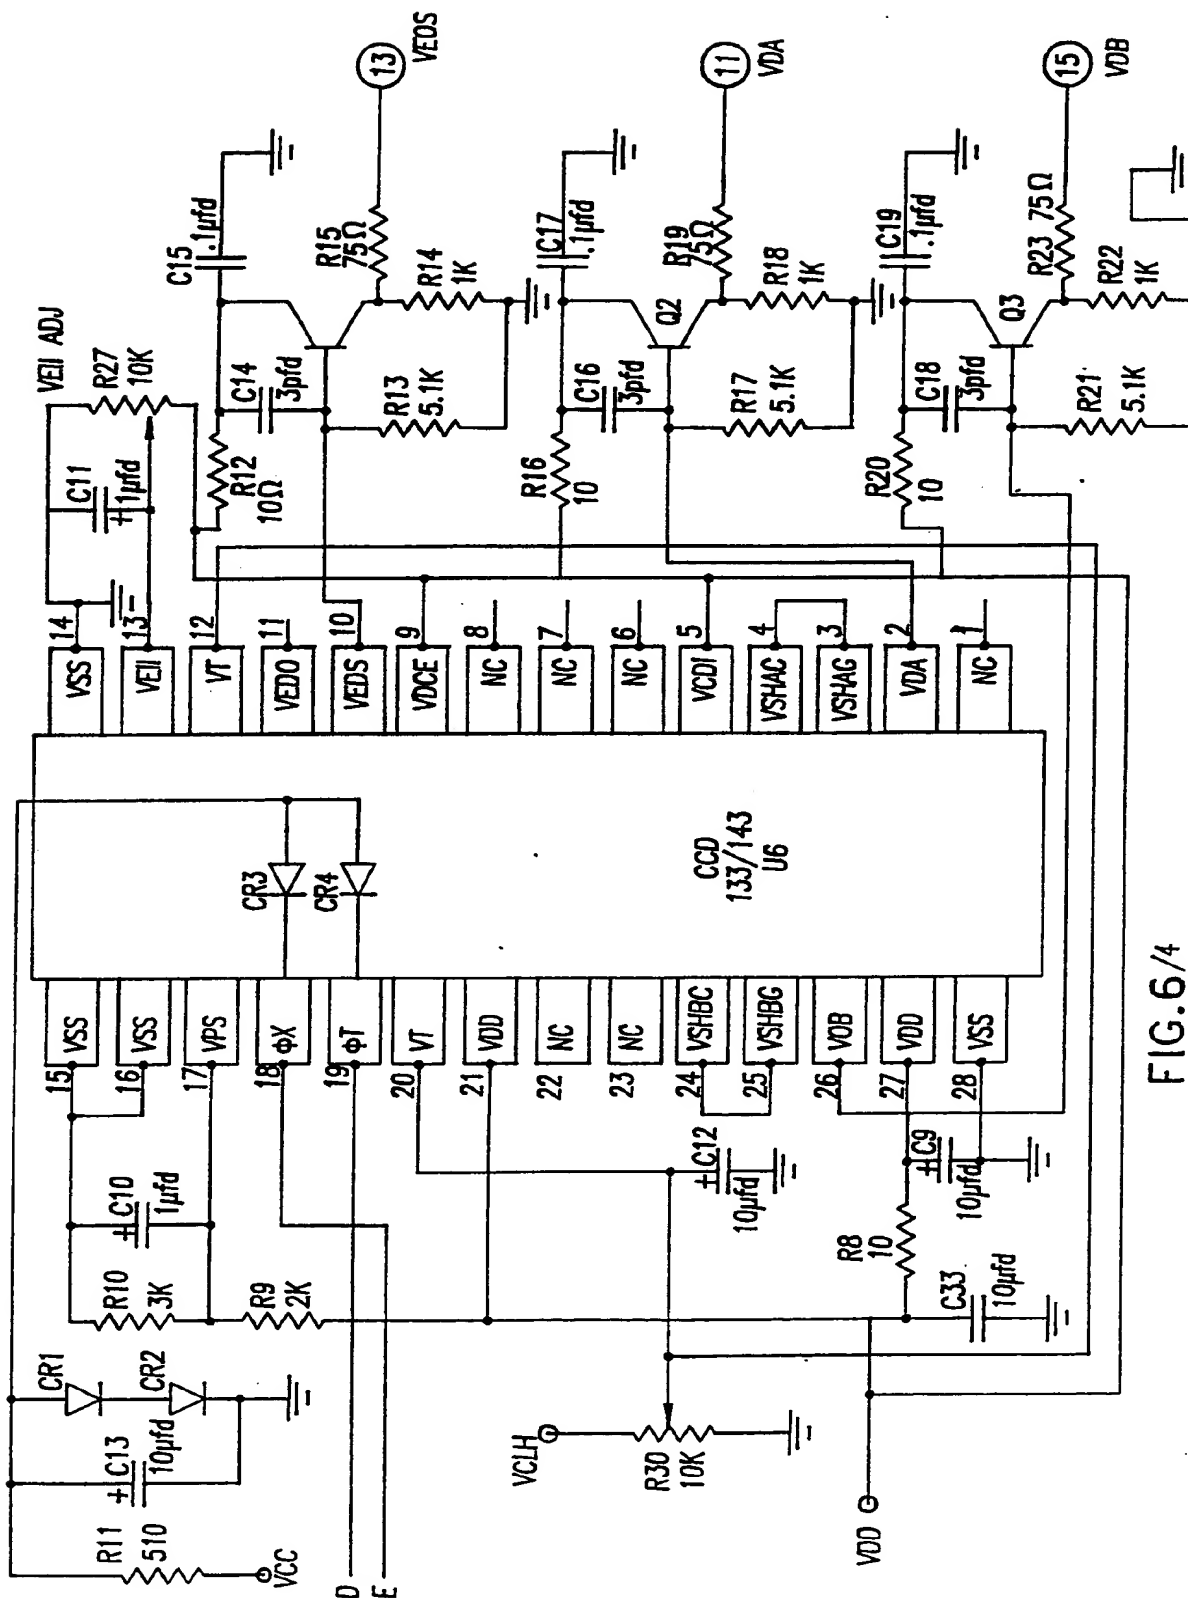 VEII ADJ
R27
10K
C11
+
1µfd
C15
.1µfd
R12
10Ω
C14
3pfd
R13
5.1K
R15
75Ω
R14
1K
13
VEOS
R16
10
C16
3pfd
R17
5.1K
C17
.1µfd
Q2
R19
75Ω
R18
1K
11
VDA
R20
10
C18
3pfd
R21
5.1K
C19
.1µfd
Q3
R23 75Ω
R22
1K
15
VDB
VSS 14
VEII 13
VT 12
VEDO 11
VEDS 10
VDCE 9
NC 8
NC 7
NC 6
VCDI 5
VSHAC 4
VSHAG 3
VDA 2
NC 1
CR3
CR4
CCD
133/143
U6
15 VSS
16 VSS
17 VPS
18 ϕX
19 ϕT
20 VT
21 VDD
22 NC
23 NC
24 VSHBC
25 VSHBG
26 VOB
27 VDD
28 VSS
+
C10
1µfd
R10
3K
R9
2K
CR1
CR2
+
C13
10µfd
R11
510
VCC
D
E
+
C12
10µfd
VCLH
R30
10K
R8
10
+
C9
10µfd
C33
10µfd
VDD
FIG.6/4